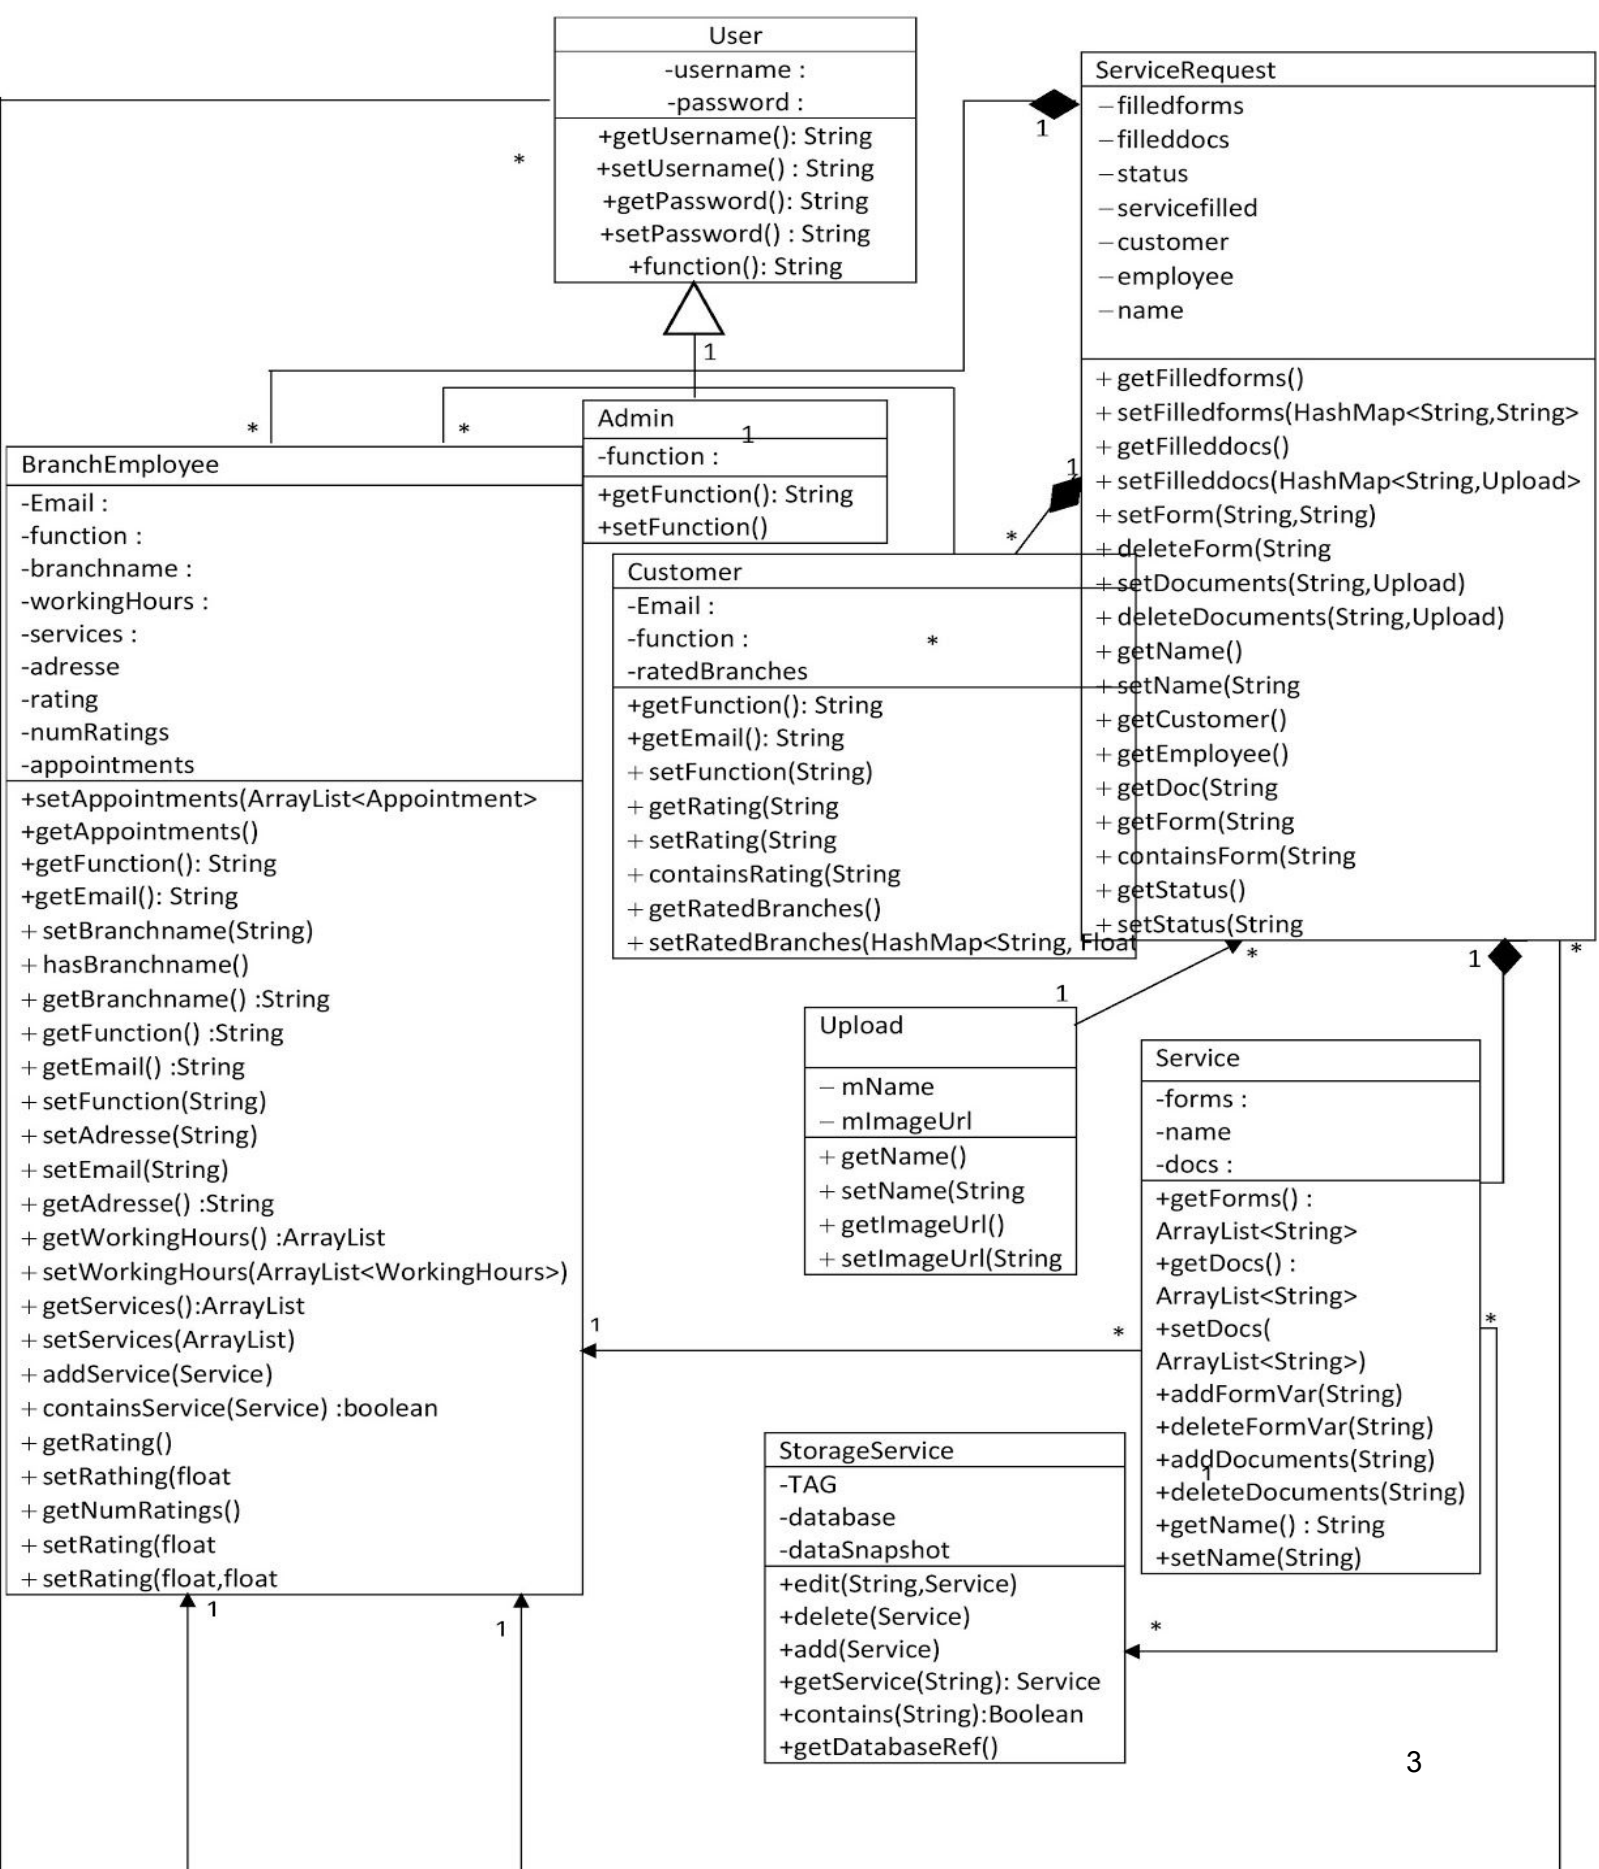 User
-username :
-password :
+getUsername(): String
+setUsername() : String
+getPassword(): String
+setPassword() : String
+function(): String
*
1
ServiceRequest
−filledforms
−filleddocs
−status
−servicefilled
−customer
−employee
−name
+getFilledforms()
+setFilledforms(HashMap<String,String>
+getFilleddocs()
+setFilleddocs(HashMap<String,Upload>
+setForm(String,String)
+deleteForm(String
+setDocuments(String,Upload)
+deleteDocuments(String,Upload)
+getName()
+setName(String
+getCustomer()
+getEmployee()
+getDoc(String
+getForm(String
+containsForm(String
+getStatus()
+setStatus(String
1
1
*
*
*
*
Admin
1
-function :
+getFunction(): String
+setFunction()
BranchEmployee
-Email :
-function :
-branchname :
-workingHours :
-services :
-adresse
-rating
-numRatings
-appointments
+setAppointments(ArrayList<Appointment>
+getAppointments()
+getFunction(): String
+getEmail(): String
+setBranchname(String)
+hasBranchname()
+getBranchname() :String
+getFunction() :String
+getEmail() :String
+setFunction(String)
+setAdresse(String)
+setEmail(String)
+getAdresse() :String
+getWorkingHours() :ArrayList
+setWorkingHours(ArrayList<WorkingHours>)
+getServices():ArrayList
+setServices(ArrayList)
+addService(Service)
+containsService(Service) :boolean
+getRating()
+setRathing(float
+getNumRatings()
+setRating(float
+setRating(float,float
1
1
Customer
-Email :
-function :
*
-ratedBranches
+getFunction(): String
+getEmail(): String
+ setFunction(String)
+getRating(String
+setRating(String
+containsRating(String
+getRatedBranches()
+setRatedBranches(HashMap<String, Float
1
*
1
*
Upload
− mName
− mImageUrl
+ getName()
+ setName(String
+ getImageUrl()
+ setImageUrl(String
Service
-forms :
-name
-docs :
+getForms() :
ArrayList<String>
+getDocs() :
ArrayList<String>
+setDocs(
ArrayList<String>)
+addFormVar(String)
+deleteFormVar(String)
+addDocuments(String)
1
+deleteDocuments(String)
+getName() : String
+setName(String)
1
*
*
*
StorageService
-TAG
-database
-dataSnapshot
+edit(String,Service)
+delete(Service)
+add(Service)
+getService(String): Service
+contains(String):Boolean
+getDatabaseRef()
3